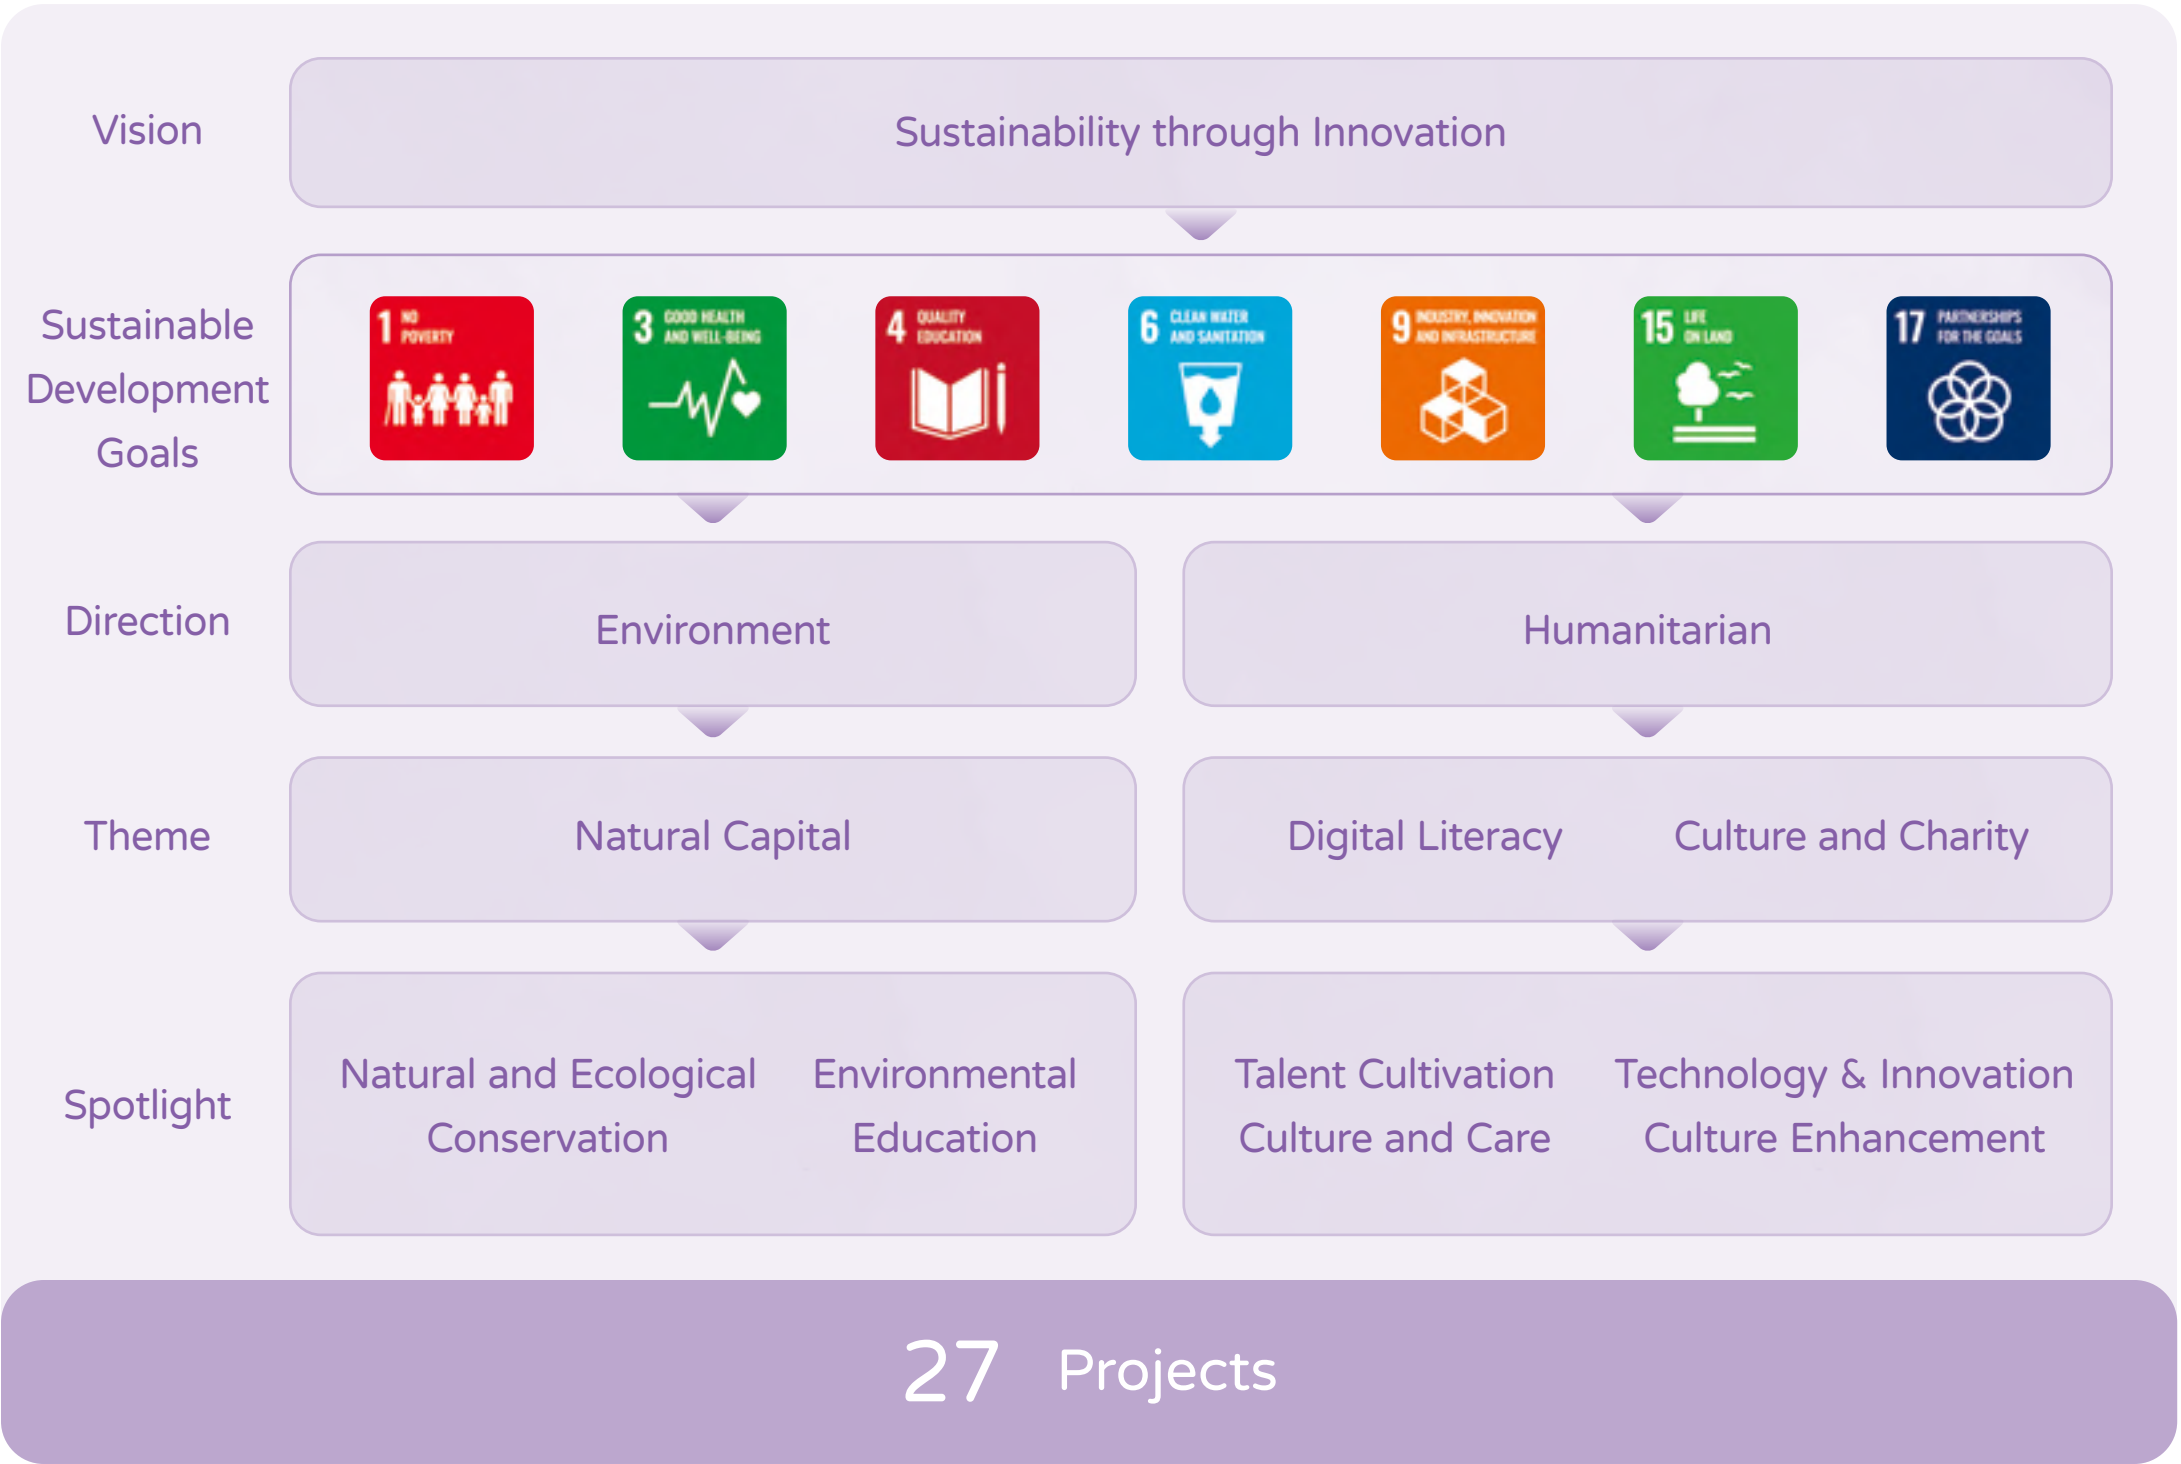 Vision
Sustainability through Innovation
Sustainable
Development
Goals
1 NO
POVERTY
3 GOOD HEALTH
AND WELL-BEING
4 QUALITY
EDUCATION
6 CLEAN WATER
AND SANITATION
9 INDUSTRY, INNOVATION
AND INFRASTRUCTURE
15 LIFE
ON LAND
17 PARTNERSHIPS
FOR THE GOALS
Direction
Environment
Humanitarian
Theme
Natural Capital
Digital Literacy
Culture and Charity
Spotlight
Natural and Ecological
Conservation
Environmental
Education
Talent Cultivation
Culture and Care
Technology & Innovation
Culture Enhancement
27 Projects